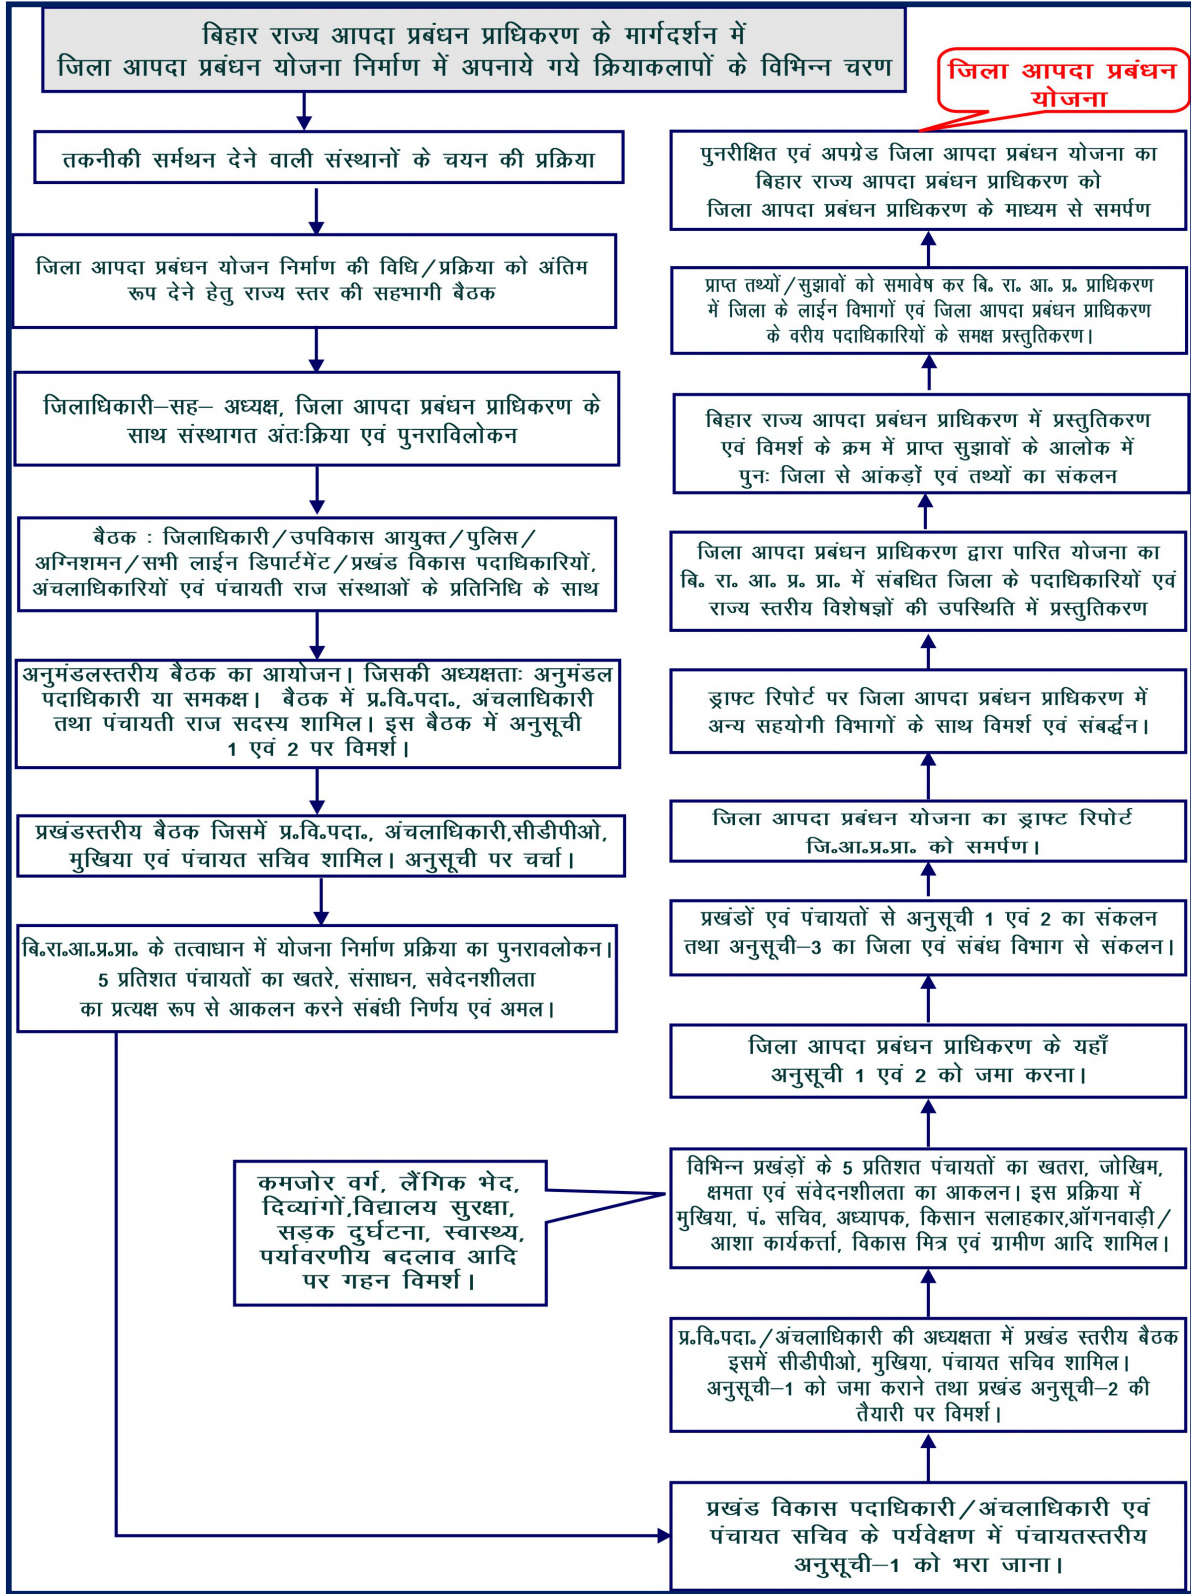 बिहार राज्य आपदा प्रबंधन प्राधिकरण के मार्गदर्शन में
जिला आपदा प्रबंधन योजना निर्माण में अपनाये गये क्रियाकलापों के विभिन्न चरण
तकनीकी सर्मथन देने वाली संस्थानों के चयन की प्रक्रिया
जिला आपदा प्रबंधन योजन निर्माण की विधि/प्रक्रिया को अंतिम
रूप देने हेतु राज्य स्तर की सहभागी बैठक
जिलाधिकारी–सह– अध्यक्ष, जिला आपदा प्रबंधन प्राधिकरण के
साथ संस्थागत अंतःक्रिया एवं पुनराविलोकन
बैठक : जिलाधिकारी/उपविकास आयुक्त/पुलिस/
अग्निशमन/सभी लाईन डिपार्टमेंट/प्रखंड विकास पदाधिकारियों,
अंचलाधिकारियों एवं पंचायती राज संस्थाओं के प्रतिनिधि के साथ
अनुमंडलस्तरीय बैठक का आयोजन। जिसकी अध्यक्षताः अनुमंडल
पदाधिकारी या समकक्ष। बैठक में प्र॰वि॰पदा॰, अंचलाधिकारी
तथा पंचायती राज सदस्य शामिल। इस बैठक में अनुसूची
1 एवं 2 पर विमर्श।
प्रखंडस्तरीय बैठक जिसमें प्र॰वि॰पदा॰, अंचलाधिकारी,सीडीपीओ,
मुखिया एवं पंचायत सचिव शामिल। अनुसूची पर चर्चा।
बि॰रा॰आ॰प्र॰प्रा॰ के तत्वाधान में योजना निर्माण प्रक्रिया का पुनरावलोकन।
5 प्रतिशत पंचायतों का खतरे, संसाधन, सवेदनशीलता
का प्रत्यक्ष रूप से आकलन करने संबंधी निर्णय एवं अमल।
कमजोर वर्ग, लैंगिक भेद,
दिव्यांगों,विद्यालय सुरक्षा,
सड़क दुर्घटना, स्वास्थ्य,
पर्यावरणीय बदलाव आदि
पर गहन विमर्श।
जिला आपदा प्रबंधन
योजना
पुनरीक्षित एवं अपग्रेड जिला आपदा प्रबंधन योजना का
बिहार राज्य आपदा प्रबंधन प्राधिकरण को
जिला आपदा प्रबंधन प्राधिकरण के माध्यम से समर्पण
प्राप्त तथ्यों/सुझावों को समावेष कर बि॰ रा॰ आ॰ प्र॰ प्राधिकरण
में जिला के लाईन विभागों एवं जिला आपदा प्रबंधन प्राधिकरण
के वरीय पदाधिकारियों के समक्ष प्रस्तुतिकरण।
बिहार राज्य आपदा प्रबंधन प्राधिकरण में प्रस्तुतिकरण
एवं विमर्श के क्रम में प्राप्त सुझावों के आलोक में
पुनः जिला से आंकड़ों एवं तथ्यों का संकलन
जिला आपदा प्रबंधन प्राधिकरण द्वारा पारित योजना का
बि॰ रा॰ आ॰ प्र॰ प्रा॰ में संबधित जिला के पदाधिकारियों एवं
राज्य स्तरीय विशेषज्ञों की उपस्थिति में प्रस्तुतिकरण
ड्राफ्ट रिपोर्ट पर जिला आपदा प्रबंधन प्राधिकरण में
अन्य सहयोगी विभागों के साथ विमर्श एवं संबर्द्धन।
जिला आपदा प्रबंधन योजना का ड्राफ्ट रिपोर्ट
जि॰आ॰प्र॰प्रा॰ को समर्पण।
प्रखंडों एवं पंचायतों से अनुसूची 1 एवं 2 का संकलन
तथा अनुसूची–3 का जिला एवं संबंध विभाग से संकलन।
जिला आपदा प्रबंधन प्राधिकरण के यहाँ
अनुसूची 1 एवं 2 को जमा करना।
विभिन्न प्रखंड़ों के 5 प्रतिशत पंचायतों का खतरा, जोखिम,
क्षमता एवं संवेदनशीलता का आकलन। इस प्रक्रिया में
मुखिया, पं॰ सचिव, अध्यापक, किसान सलाहकार,ऑगनवाड़ी/
आशा कार्यकर्त्ता, विकास मित्र एवं ग्रामीण आदि शामिल।
प्र॰वि॰पदा॰/अंचलाधिकारी की अध्यक्षता में प्रखंड स्तरीय बैठक
इसमें सीडीपीओ, मुखिया, पंचायत सचिव शामिल।
अनुसूची–1 को जमा कराने तथा प्रखंड अनुसूची–2 की
तैयारी पर विमर्श।
प्रखंड विकास पदाधिकारी/अंचलाधिकारी एवं
पंचायत सचिव के पर्यवेक्षण में पंचायतस्तरीय
अनुसूची–1 को भरा जाना।